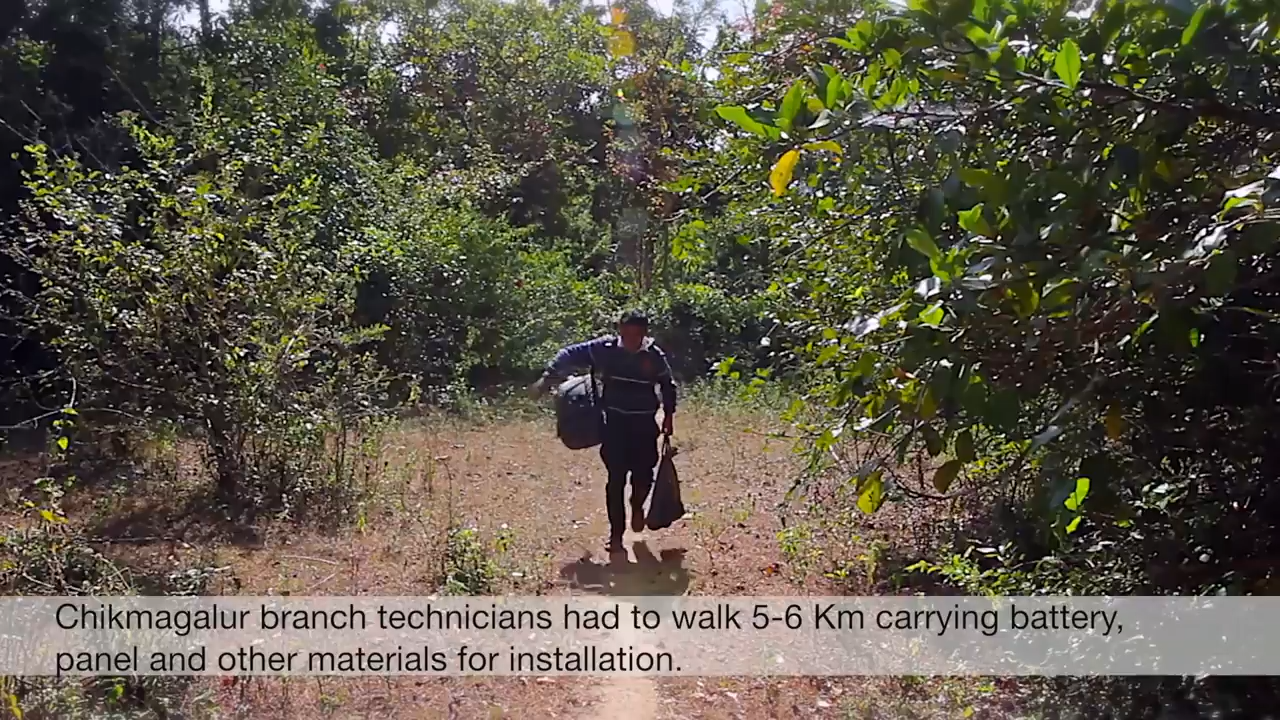 Chikmagalur branch technicians had to walk 5-6 Km carrying battery,
panel and other materials for installation.